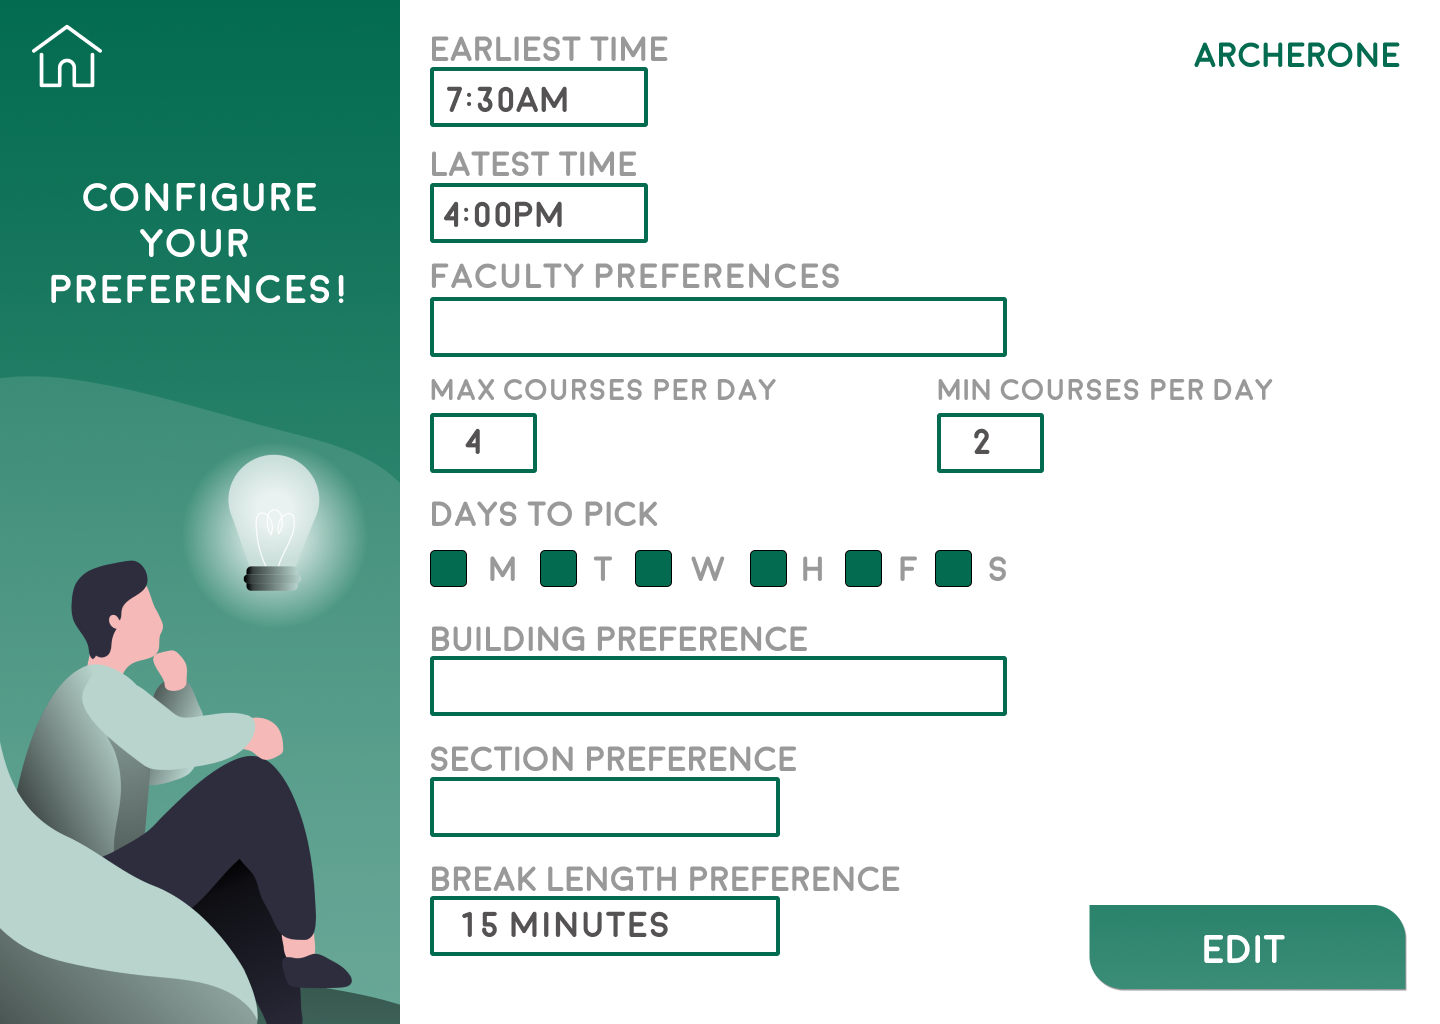 CONFIGURE
YOUR
PREFERENCES!
ARCHERONE
EARLIEST TIME
7:30AM
LATEST TIME
4:00PM
FACULTY PREFERENCES
MAX COURSES PER DAY
4
MIN COURSES PER DAY
2
DAYS TO PICK
M T W H F S
BUILDING PREFERENCE
SECTION PREFERENCE
BREAK LENGTH PREFERENCE
15 MINUTES
EDIT